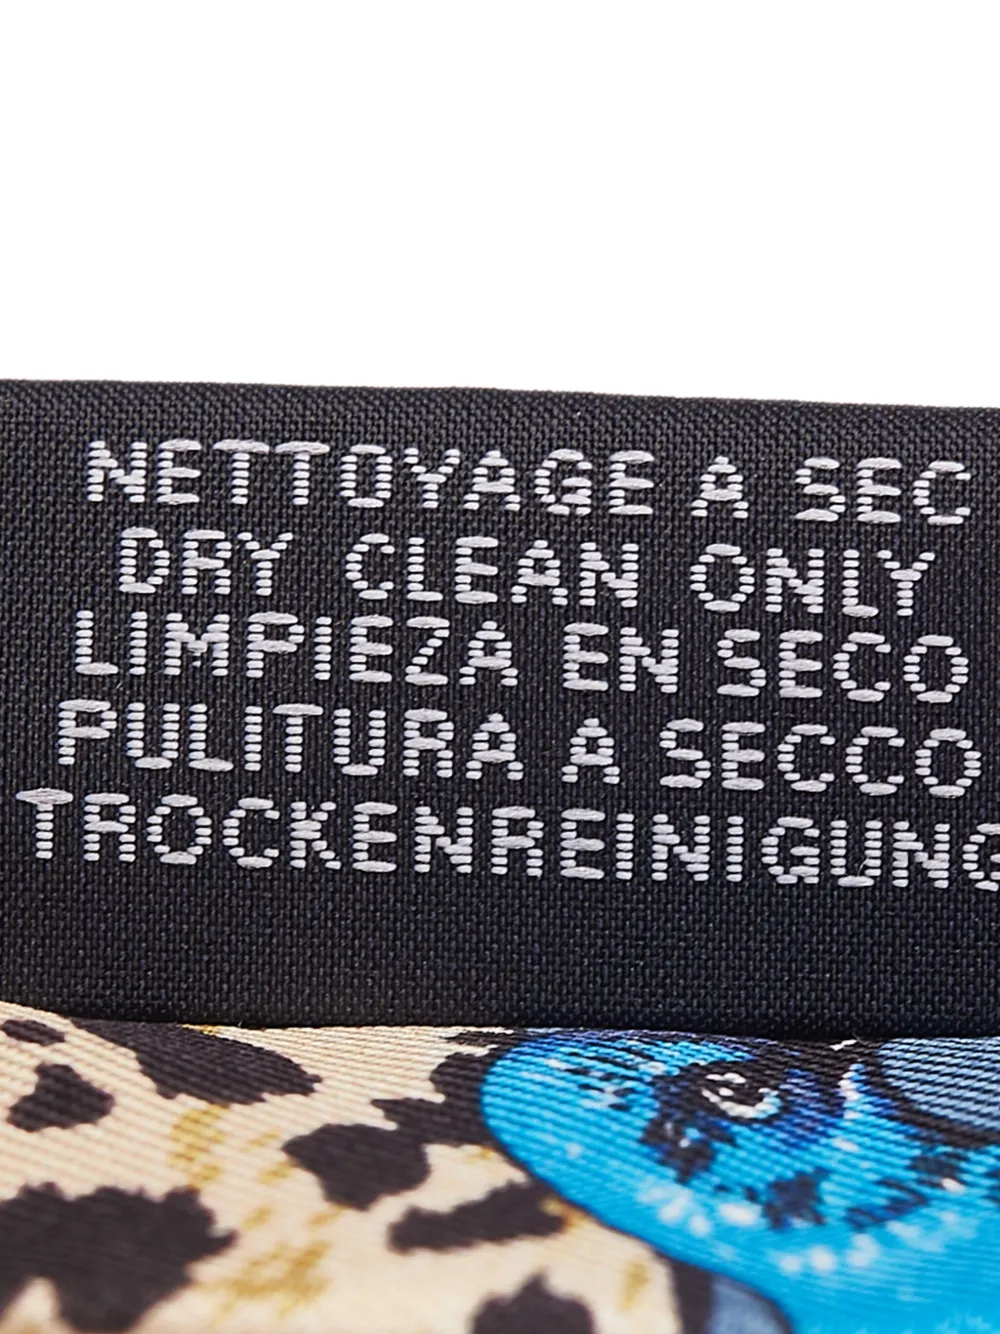 NETTOYAGE A SEC
DRY CLEAN ONLY
LIMPIEZA EN SECO
PULITURA A SECCO
TROCKENREINIGUNG